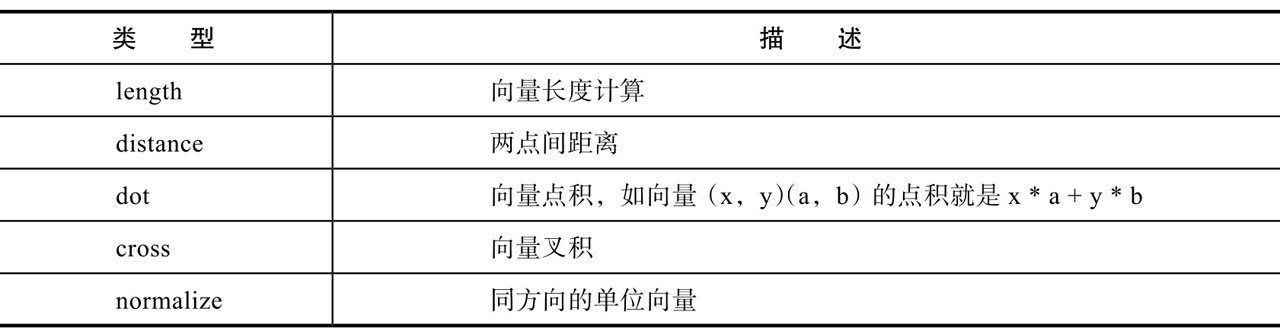 类 型 描 述
length 向量长度计算
distance 两点间距离
dot 向量点积，如向量（x，y）（a，b）的点积就是 x * a + y * b
cross 向量叉积
normalize 同方向的单位向量